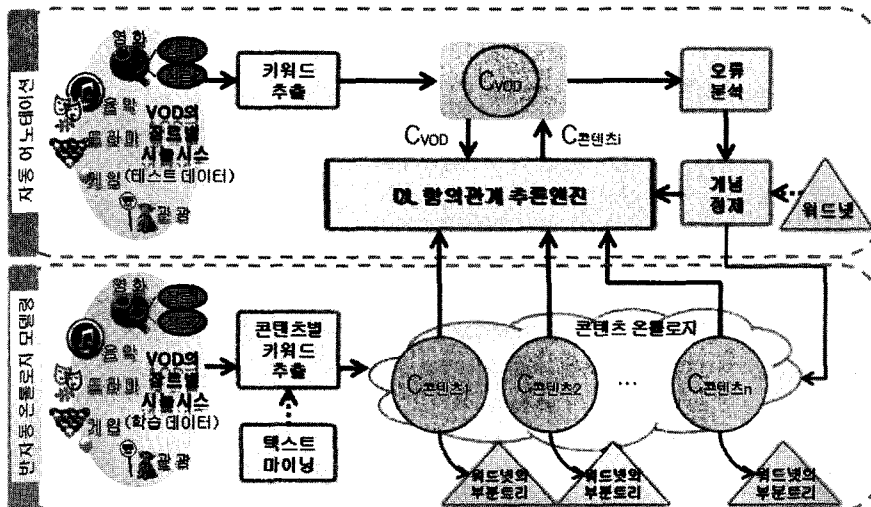 자동 어노테이션
영화
음악
드라마
게임
관광
VOD의
장르별
시놉시스
(테스트 데이터)
키워드
추출
CVOD
오류
분석
CVOD
C콘텐츠i
DL 함의관계 추론엔진
개념
정제
워드넷
반자동 온톨로지 모델링
영화
음악
드라마
게임
관광
VOD의
장르별
시놉시스
(학습 데이터)
콘텐츠별
키워드
추출
텍스트
마이닝
콘텐츠 온톨로지
C콘텐츠1
C콘텐츠2
...
C콘텐츠n
워드넷와
부분트리
워드넷와
부분트리
워드넷와
부분트리